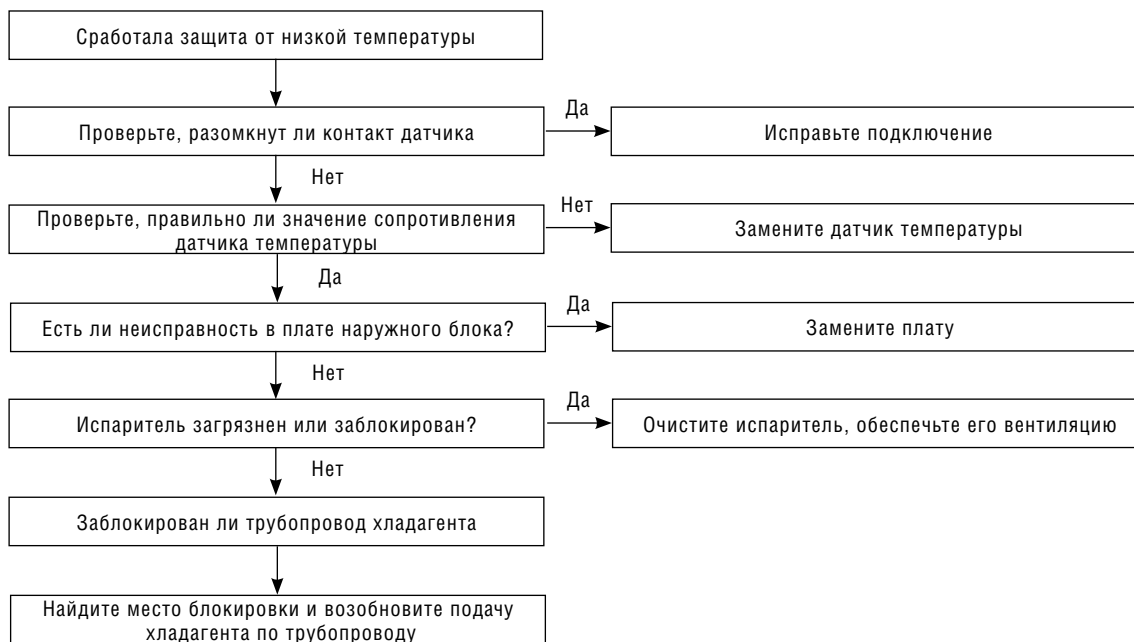 Сработала защита от низкой температуры
Проверьте, разомкнут ли контакт датчика
Да
Исправьте подключение
Нет
Проверьте, правильно ли значение сопротивления
датчика температуры
Нет
Замените датчик температуры
Да
Есть ли неисправность в плате наружного блока?
Да
Замените плату
Нет
Испаритель загрязнен или заблокирован?
Да
Очистите испаритель, обеспечьте его вентиляцию
Нет
Заблокирован ли трубопровод хладагента
Найдите место блокировки и возобновите подачу
хладагента по трубопроводу